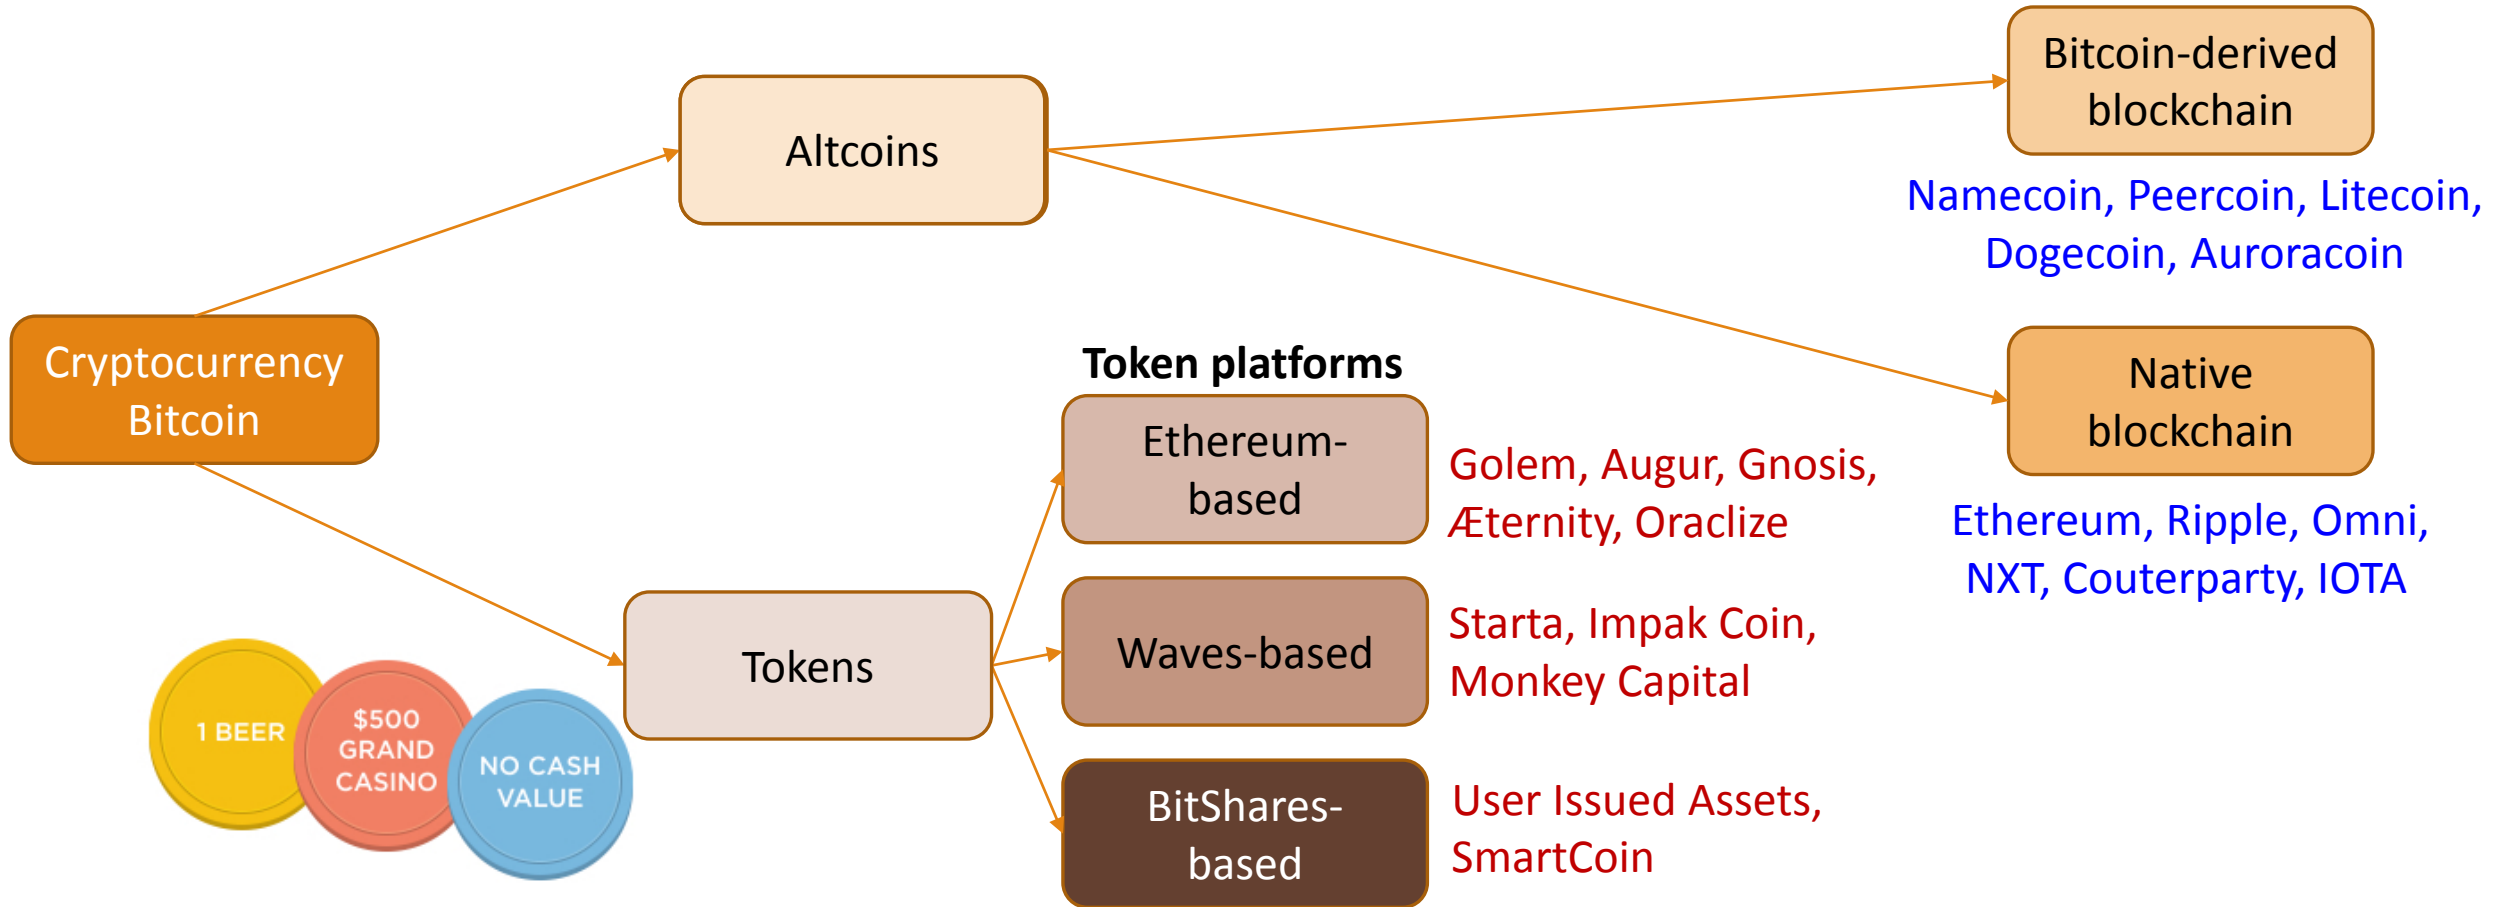 Bitcoin-derived
blockchain
Altcoins
Namecoin, Peercoin, Litecoin,
Dogecoin, Auroracoin
Cryptocurrency
Bitcoin
Native
blockchain
Ethereum, Ripple, Omni,
NXT, Couterparty, IOTA
Token platforms
Ethereum-
based
Golem, Augur, Gnosis,
Æternity, Oraclize
Tokens
Waves-based
Starta, Impak Coin,
Monkey Capital
BitShares-
based
User Issued Assets,
SmartCoin
1 BEER
$500
GRAND
CASINO
NO CASH
VALUE